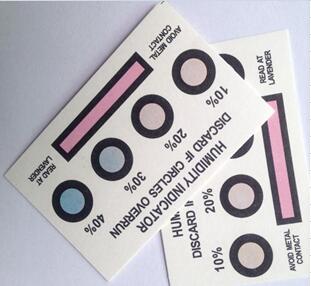 HUMIDITY INDICATOR
DISCARD IF CIRCLES OVERRUN
40%
30%
20%
10%
READ AT
LAVENDER
AVOID METAL
CONTACT
HUM
DISCARD I
20%
10%
READ AT
LAVENDER
AVOID METAL
CONTACT